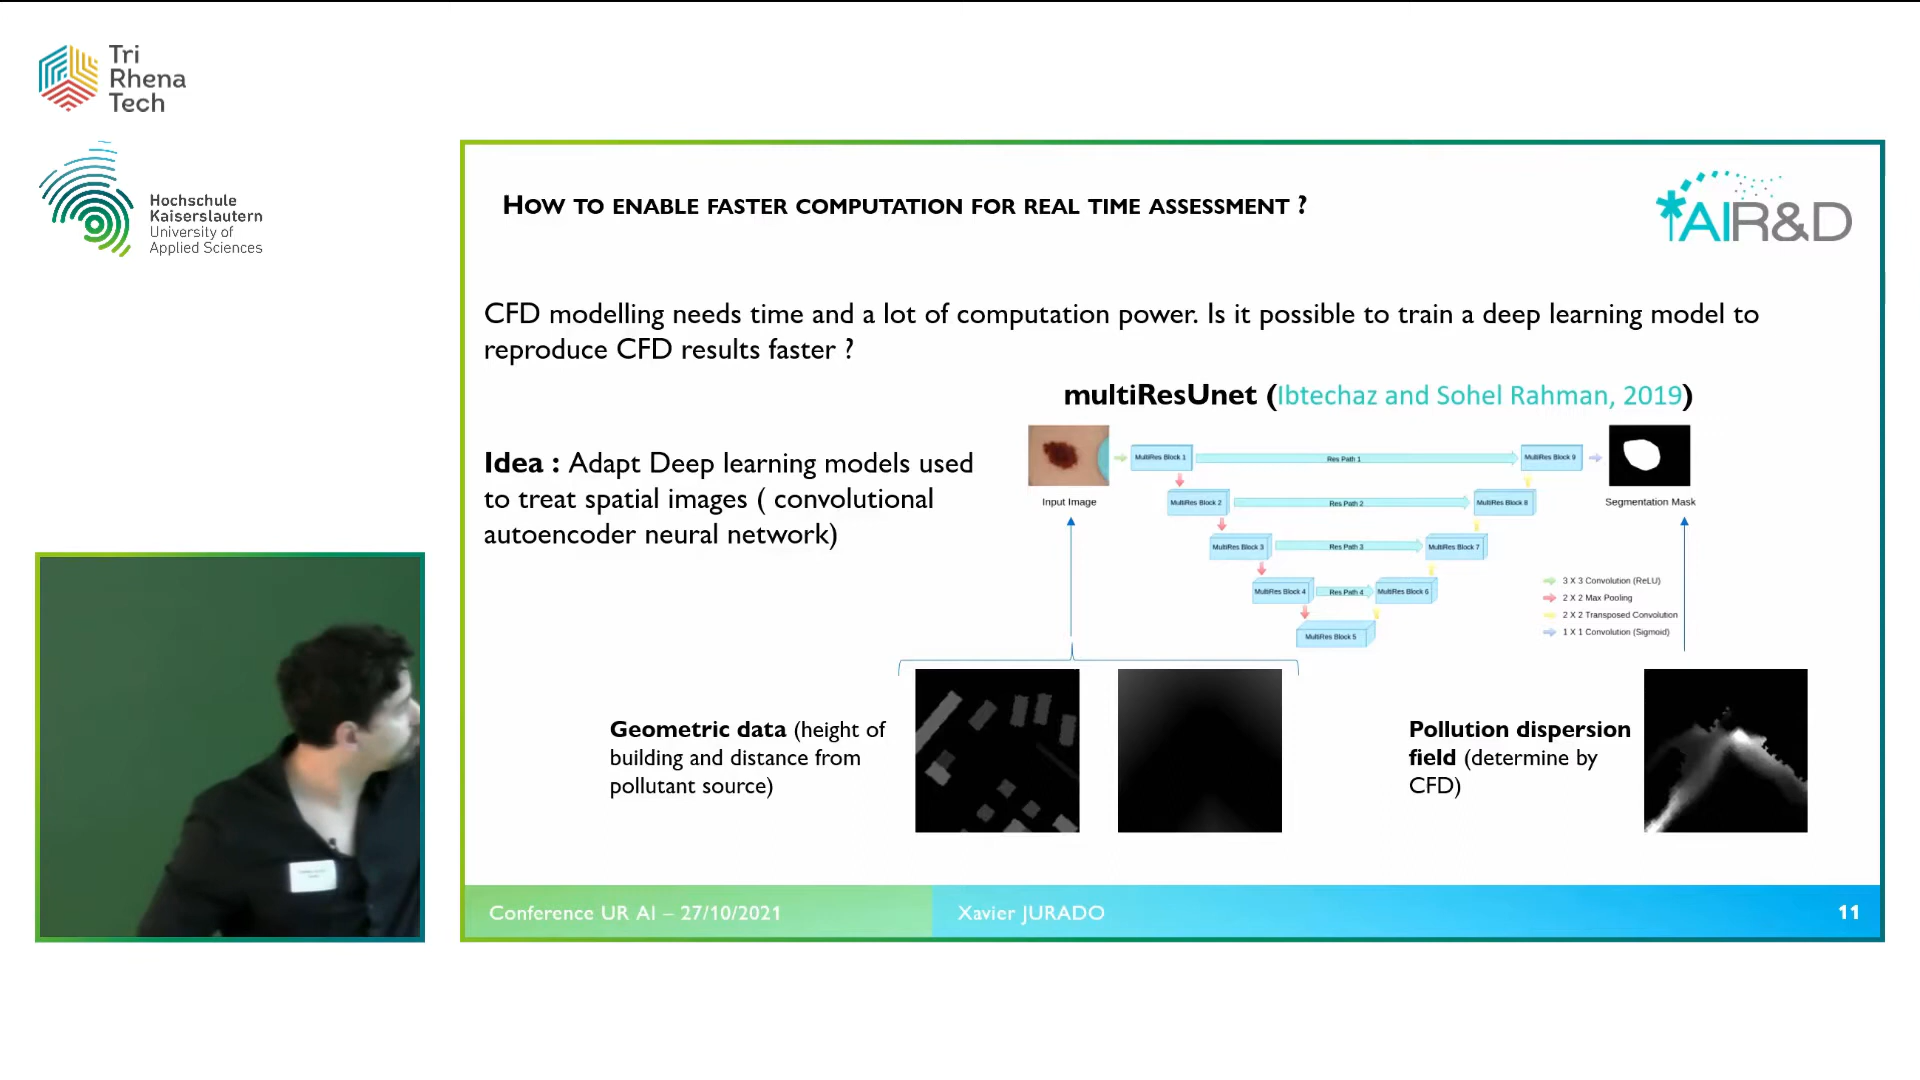 Tri
Rhena
Tech
Hochschule
Kaiserslautern
University of
Applied Sciences
HOW TO ENABLE FASTER COMPUTATION FOR REAL TIME ASSESSMENT ?
*AIR&D
CFD modelling needs time and a lot of computation power. Is it possible to train a deep learning model to
reproduce CFD results faster ?
multiResUnet (Ibtechaz and Sohel Rahman, 2019)
Idea : Adapt Deep learning models used
to treat spatial images ( convolutional
autoencoder neural network)
Input Image
MultiRes Block 1
Res Path 1
MultiRes Block 9
Segmentation Mask
MultiRes Block 2
Res Path 2
MultiRes Block 8
MultiRes Block 3
Res Path 3
MultiRes Block 7
MultiRes Block 4
Res Path 4
MultiRes Block 6
MultiRes Block 5
3 X 3 Convolution (ReLU)
2 X 2 Max Pooling
2 X 2 Transposed Convolution
1 X 1 Convolution (Sigmoid)
Geometric data (height of
building and distance from
pollutant source)
Pollution dispersion
field (determine by
CFD)
Conference UR AI – 27/10/2021
Xavier JURADO
11